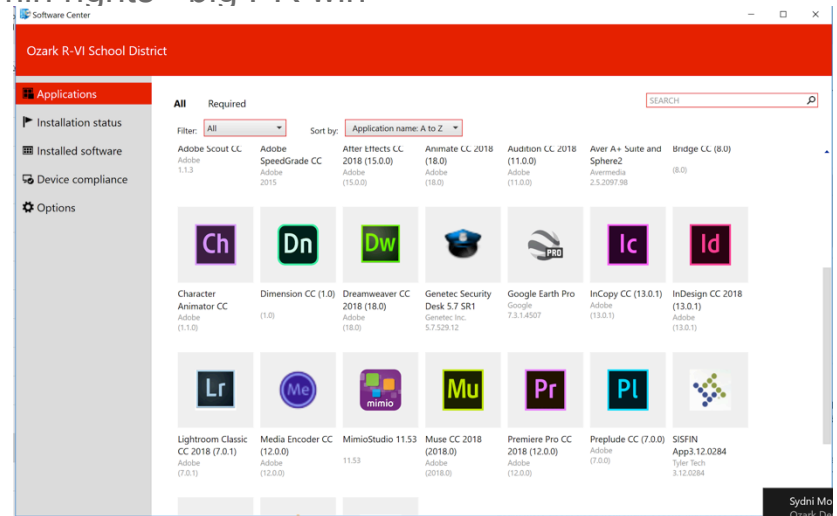 Software Center
Ozark R-VI School District
Applications
Installation status
Installed software
Device compliance
Options
All Required
SEARCH
Filter: All Sort by: Application name: A to Z
Adobe Scout CC
Adobe
1.1.3
Adobe
SpeedGrade CC
Adobe
2015
After Effects CC
2018 (15.0.0)
Adobe
(15.0.0)
Animate CC 2018
(18.0)
Adobe
(18.0)
Audition CC 2018
(11.0.0)
Adobe
(11.0.0)
Aver A+ Suite and
Sphere2
Avermedia
2.5.2097.98
Bridge CC (8.0)
(8.0)
Ch
Dn
Dw
PRO
Ic
Id
Character
Animator CC
Adobe
(1.1.0)
Dimension CC (1.0)
(1.0)
Dreamweaver CC
2018 (18.0)
Adobe
(18.0)
Genetec Security
Desk 5.7 SR1
Genetec Inc.
5.7.529.12
Google Earth Pro
Google
7.3.1.4507
InCopy CC (13.0.1)
Adobe
(13.0.1)
InDesign CC 2018
(13.0.1)
Adobe
(13.0.1)
Lr
Me
mimio
Mu
Pr
Pl
Lightroom Classic
CC 2018 (7.0.1)
Adobe
(7.0.1)
Media Encoder CC
(12.0.0)
Adobe
(12.0.0)
MimioStudio 11.53
11.53
Muse CC 2018
(2018.0)
Adobe
(2018.0)
Premiere Pro CC
2018 (12.0.0)
Adobe
(12.0.0)
Preplude CC (7.0.0)
Adobe
(7.0.0)
SISFIN
App3.12.0284
Tyler Tech
3.12.0284
Sydni Mo